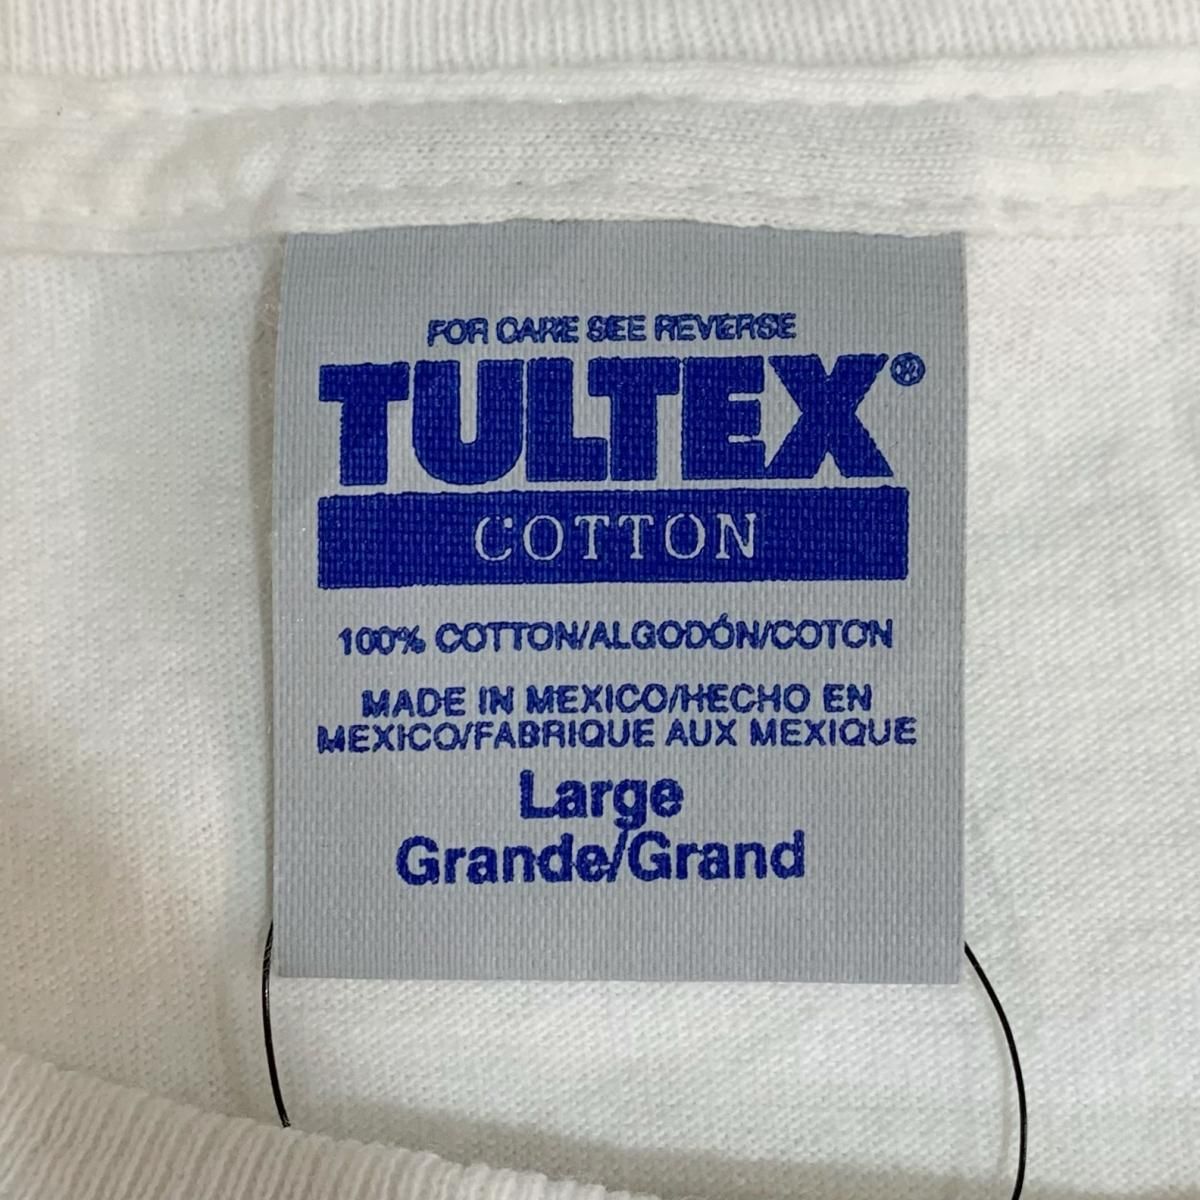 FOR CARE SEE REVERSE
TULTEX®
COTTON
100% COTTON/ALGODÓN/COTON
MADE IN MEXICO/HECHO EN
MEXICO/FABRIQUE AUX MEXIQUE
Large
Grande/Grand